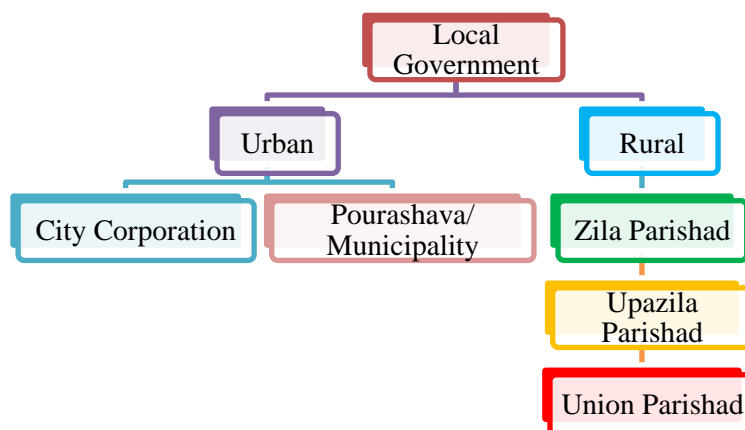 Local
Government
Urban
Rural
City Corporation
Pourashava/
Municipality
Zila Parishad
Upazila
Parishad
Union Parishad